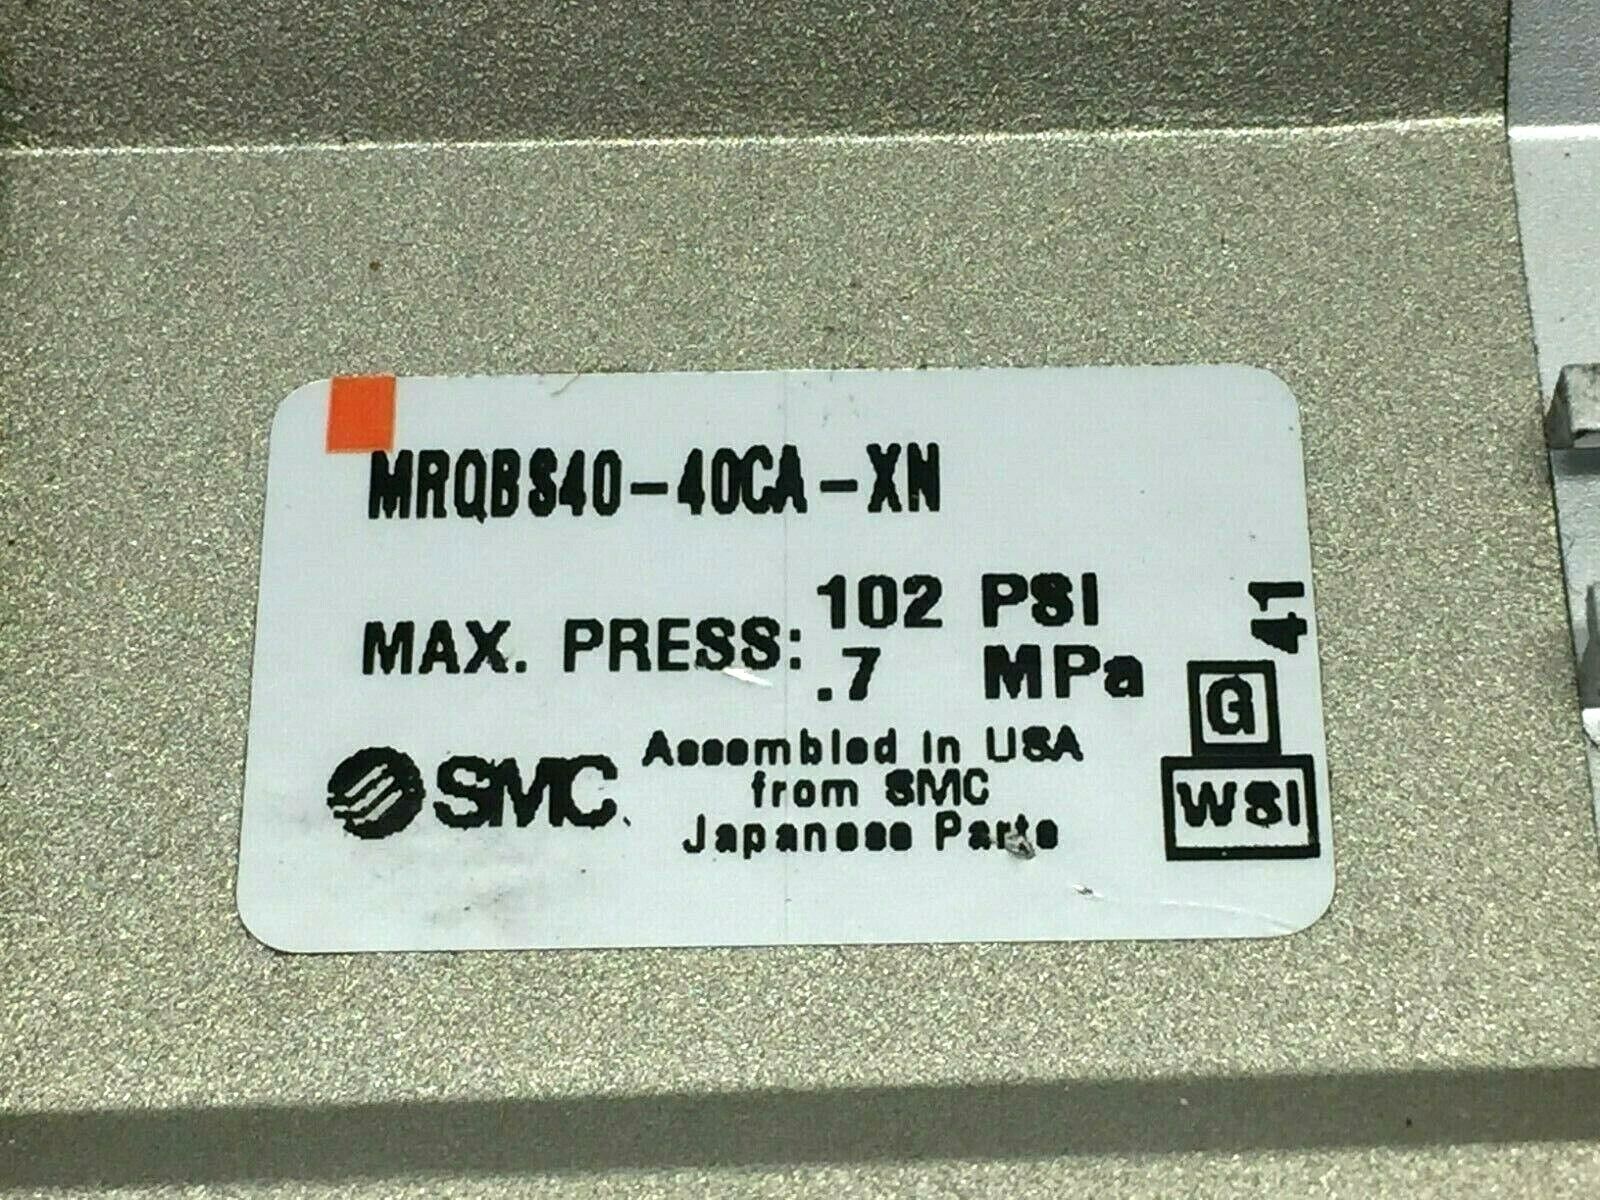 MRQBS40-40CA-XN
MAX. PRESS: 102 PSI
.7 MPa
41
G
WSI
SMC
Assembled in USA
from SMC
Japanese Parts